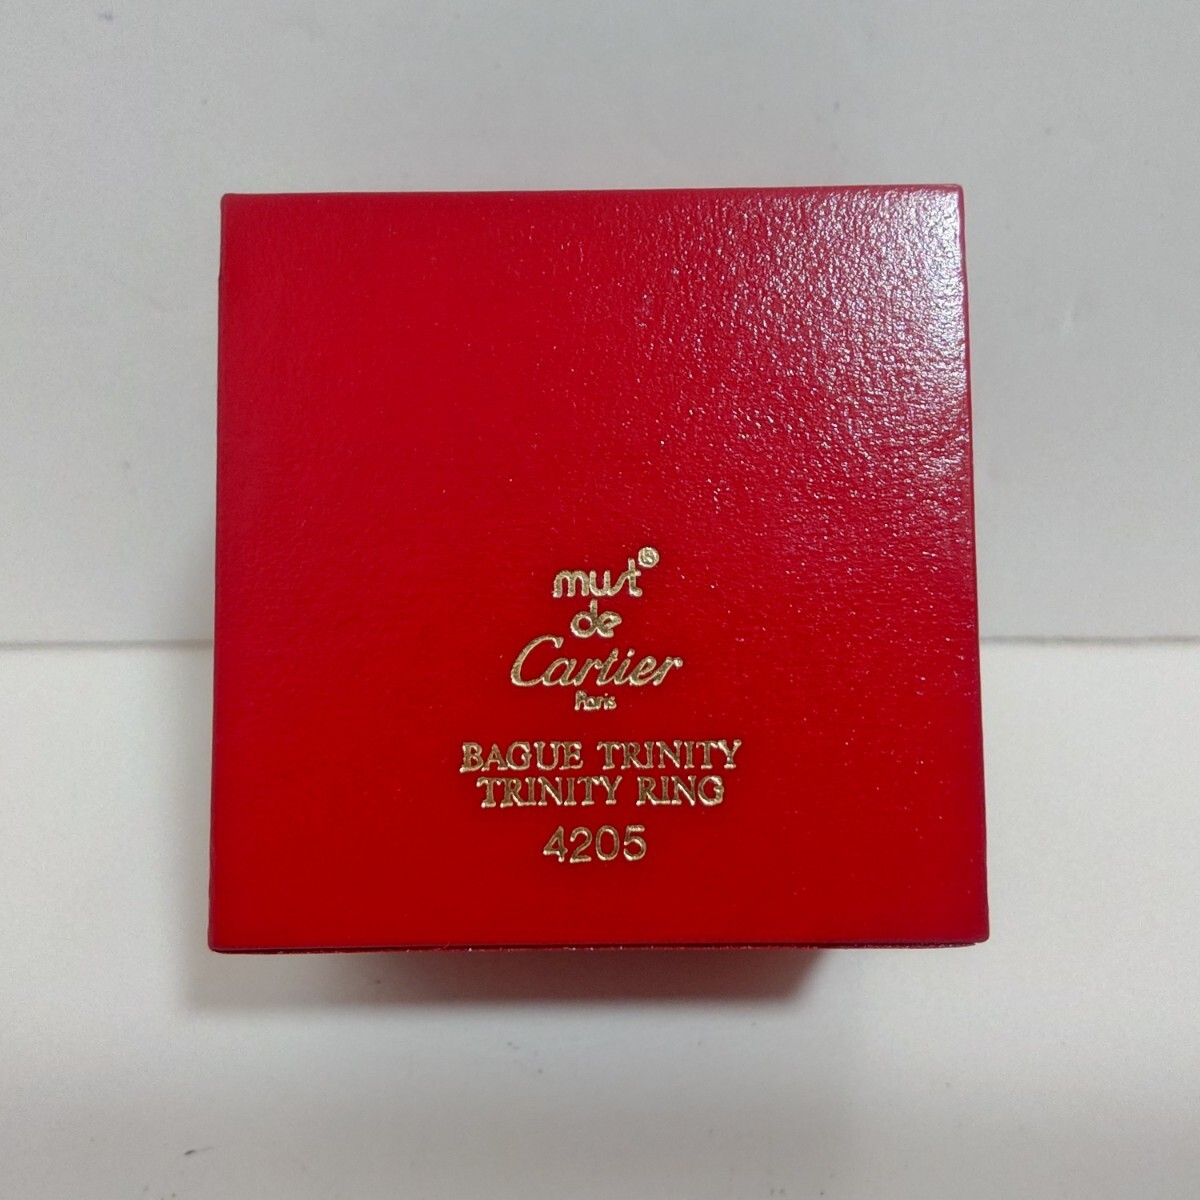 must®
de
Cartier
Paris
BAGUE TRINITY
TRINITY RING
4205